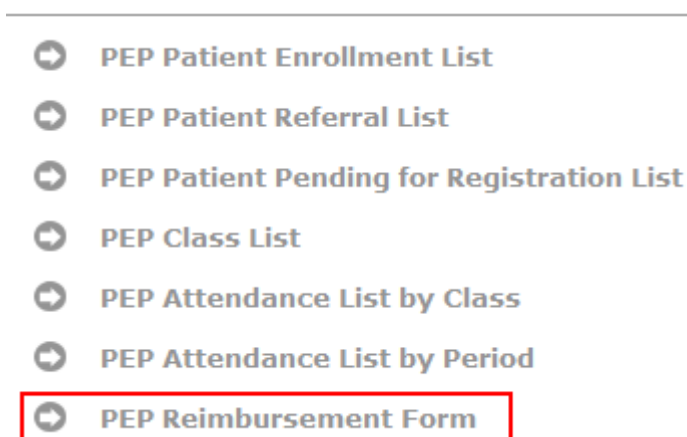 PEP Patient Enrollment List
PEP Patient Referral List
PEP Patient Pending for Registration List
PEP Class List
PEP Attendance List by Class
PEP Attendance List by Period
PEP Reimbursement Form